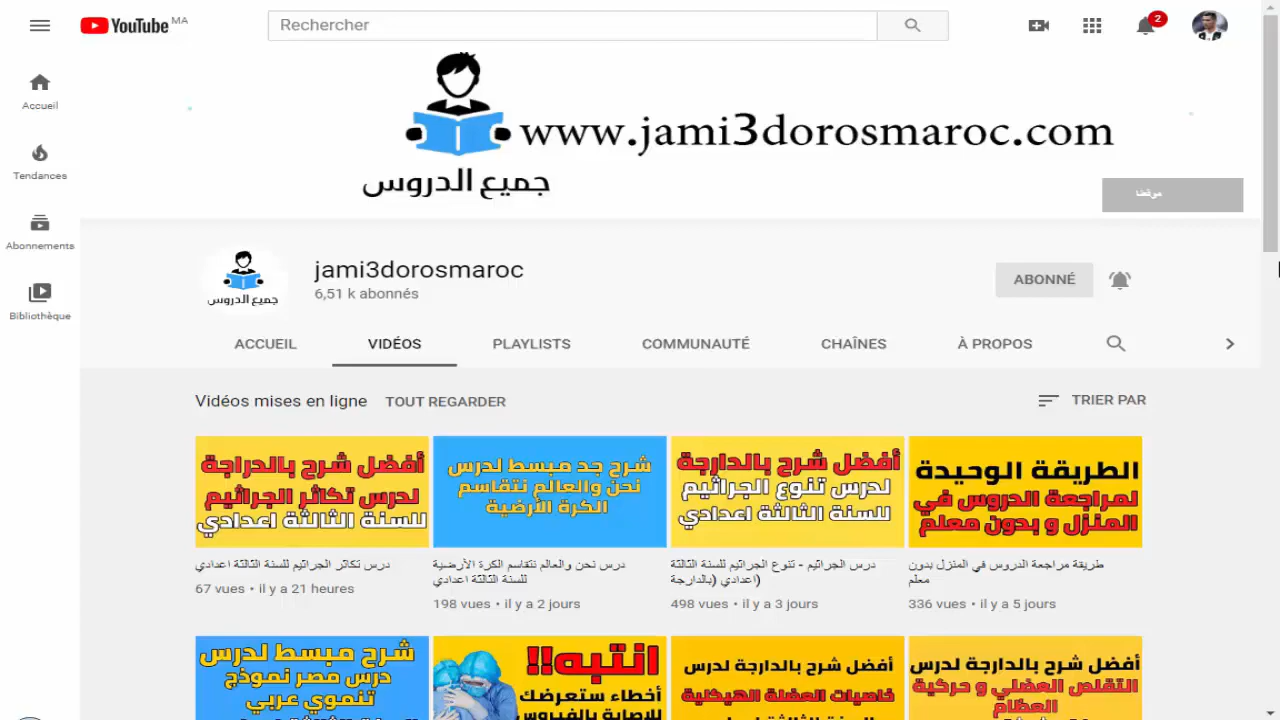 YouTube MA
Rechercher
2
Accueil
Tendances
Abonnements
Bibliothèque
www.jami3dorosmaroc.com
جميع الدروس
موقعنا
جميع الدروس
jami3dorosmaroc
6,51 k abonnés
ABONNÉ
ACCUEIL
VIDÉOS
PLAYLISTS
COMMUNAUTÉ
CHAÎNES
À PROPOS
Vidéos mises en ligne
TOUT REGARDER
TRIER PAR
أفضل شرح بالدراجة
لدرس تكاثر الجراثيم
للسنة الثالثة اعدادي
درس تكاثر الجراثيم للسنة الثالثة اعدادي
67 vues • il y a 21 heures
شرح جد مبسط لدرس
نحن والعالم نتقاسم
الكرة الأرضية
درس نحن والعالم نتقاسم الكرة الأرضية
للسنة الثالثة اعدادي
198 vues • il y a 2 jours
أفضل شرح بالدارجة
لدرس تنوع الجراثيم
للسنة الثالثة اعدادي
درس الجراثيم - تنوع الجراثيم للسنة الثالثة
اعدادي (بالدارجة)
498 vues • il y a 3 jours
الطريقة الوحيدة
لمراجعة الدروس في
المنزل و بدون معلم
طريقة مراجعة الدروس في المنزل بدون
معلم
336 vues • il y a 5 jours
شرح مبسط لدرس
درس مصر نموذج
تنموي عربي
انتبه!!
أخطاء ستعرضك
للإصابة بالفيروس
أفضل شرح بالدارجة لدرس
خاصيات العضلة الهيكلية
أفضل شرح بالدارجة لدرس
التقلص العضلي و حركية
العظام